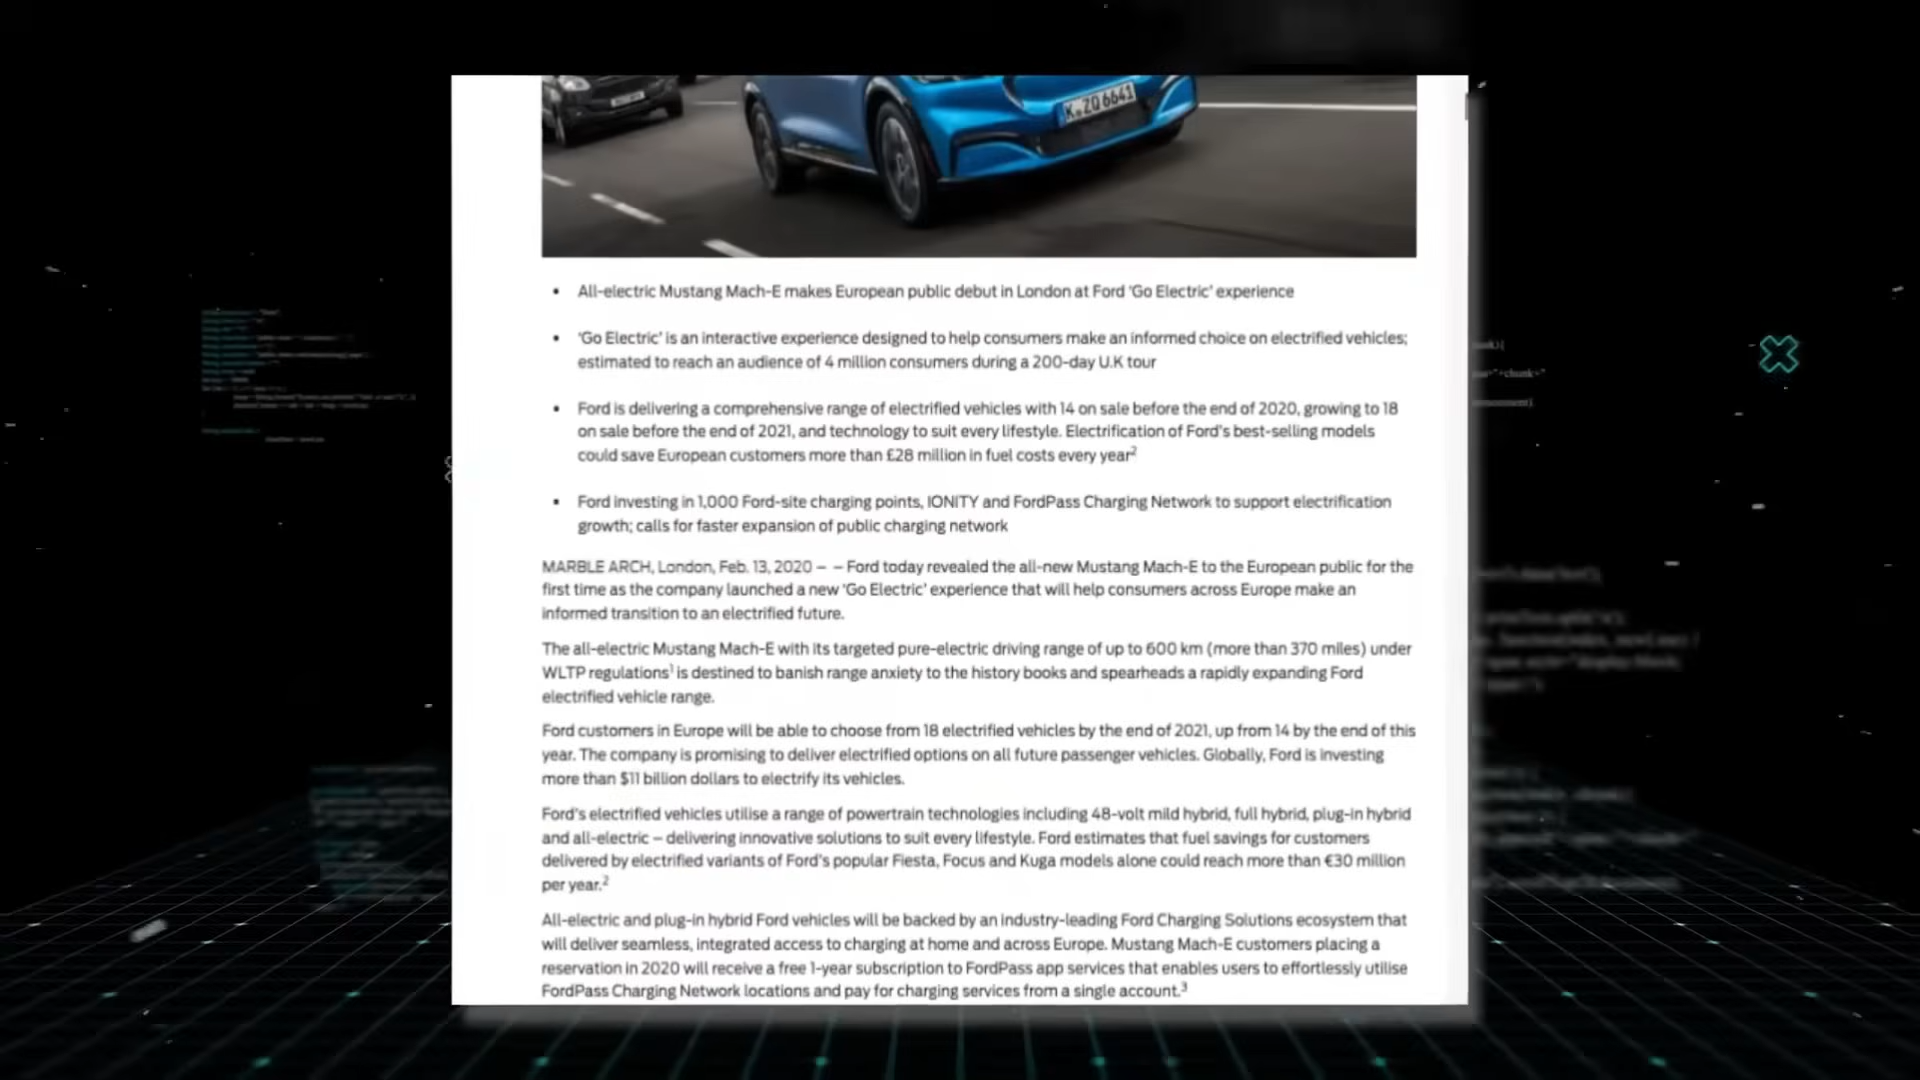 K ZQ 6641
All-electric Mustang Mach-E makes European public debut in London at Ford 'Go Electric' experience
'Go Electric' is an interactive experience designed to help consumers make an informed choice on electrified vehicles;
estimated to reach an audience of 4 million consumers during a 200-day U.K tour
Ford is delivering a comprehensive range of electrified vehicles with 14 on sale before the end of 2020, growing to 18
on sale before the end of 2021, and technology to suit every lifestyle. Electrification of Ford's best-selling models
could save European customers more than £28 million in fuel costs every year²
Ford investing in 1,000 Ford-site charging points, IONITY and FordPass Charging Network to support electrification
growth; calls for faster expansion of public charging network
MARBLE ARCH, London, Feb. 13, 2020 – – Ford today revealed the all-new Mustang Mach-E to the European public for the
first time as the company launched a new 'Go Electric' experience that will help consumers across Europe make an
informed transition to an electrified future.
The all-electric Mustang Mach-E with its targeted pure-electric driving range of up to 600 km (more than 370 miles) under
WLTP regulations¹ is destined to banish range anxiety to the history books and spearheads a rapidly expanding Ford
electrified vehicle range.
Ford customers in Europe will be able to choose from 18 electrified vehicles by the end of 2021, up from 14 by the end of this
year. The company is promising to deliver electrified options on all future passenger vehicles. Globally, Ford is investing
more than $11 billion dollars to electrify its vehicles.
Ford's electrified vehicles utilise a range of powertrain technologies including 48-volt mild hybrid, full hybrid, plug-in hybrid
and all-electric – delivering innovative solutions to suit every lifestyle. Ford estimates that fuel savings for customers
delivered by electrified variants of Ford's popular Fiesta, Focus and Kuga models alone could reach more than €30 million
per year.²
All-electric and plug-in hybrid Ford vehicles will be backed by an industry-leading Ford Charging Solutions ecosystem that
will deliver seamless, integrated access to charging at home and across Europe. Mustang Mach-E customers placing a
reservation in 2020 will receive a free 1-year subscription to FordPass app services that enables users to effortlessly utilise
FordPass Charging Network locations and pay for charging services from a single account.³